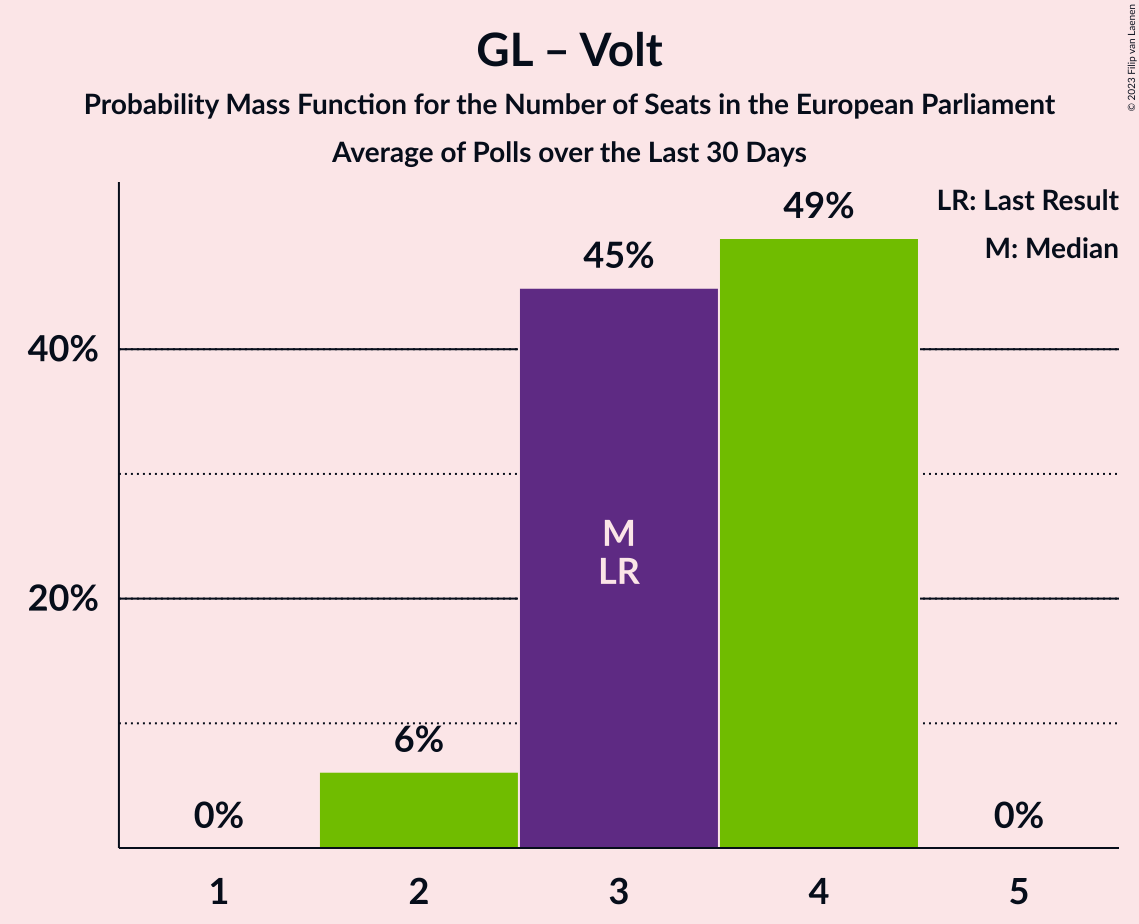 GL – Volt
Probability Mass Function for the Number of Seats in the European Parliament
Average of Polls over the Last 30 Days
© 2023 Filip van Laenen
LR: Last Result
M: Median
49%
45%
40%
M
LR
20%
6%
0%
0%
1
2
3
4
5